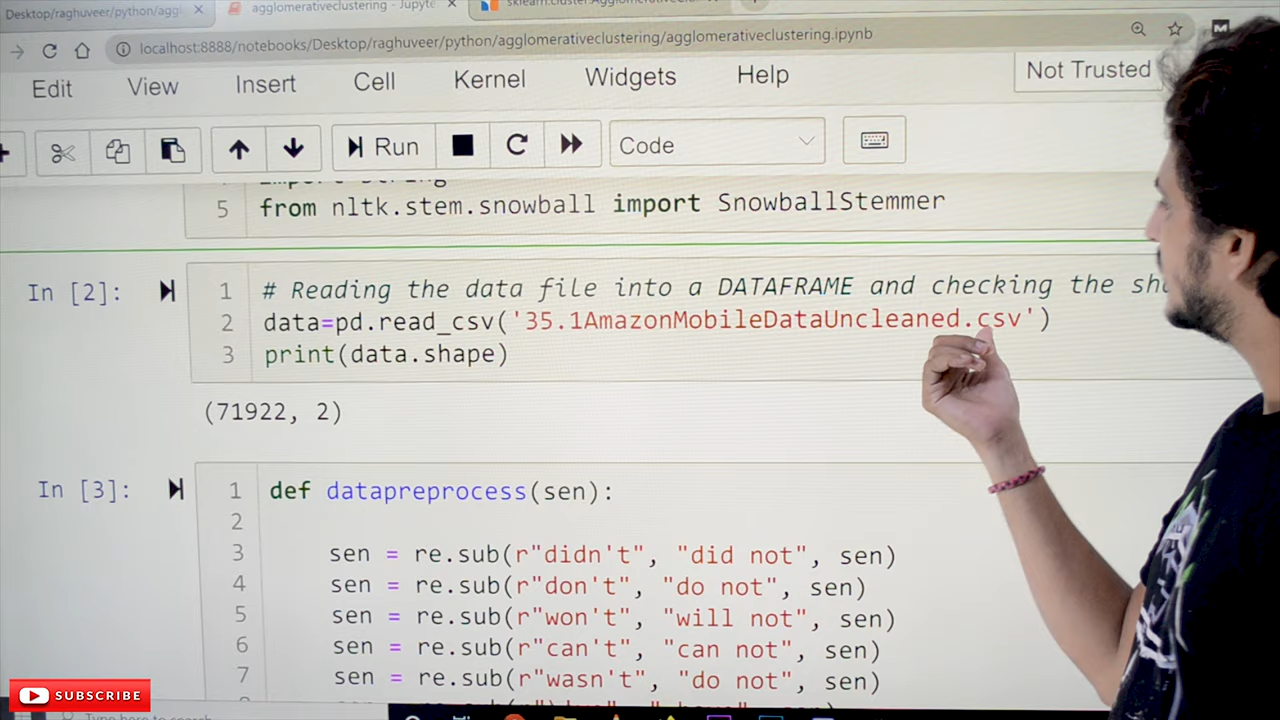 Desktop/raghuveer/python/aggl
agglomerativeclustering - Jupyte
localhost:8888/notebooks/Desktop/raghuveer/python/agglomerativeclustering/agglomerativeclustering.ipynb
Edit View Insert Cell Kernel Widgets Help Not Trusted
Run Code
import string
5 from nltk.stem.snowball import SnowballStemmer
In [2]: 1 # Reading the data file into a DATAFRAME and checking the sha
2 data=pd.read_csv('35.1AmazonMobileDataUncleaned.csv')
3 print(data.shape)
(71922, 2)
In [3]: 1 def datapreprocess(sen):
2
3 sen = re.sub(r"didn't", "did not", sen)
4 sen = re.sub(r"don't", "do not", sen)
5 sen = re.sub(r"won't", "will not", sen)
6 sen = re.sub(r"can't", "can not", sen)
7 sen = re.sub(r"wasn't", "do not", sen)
SUBSCRIBE